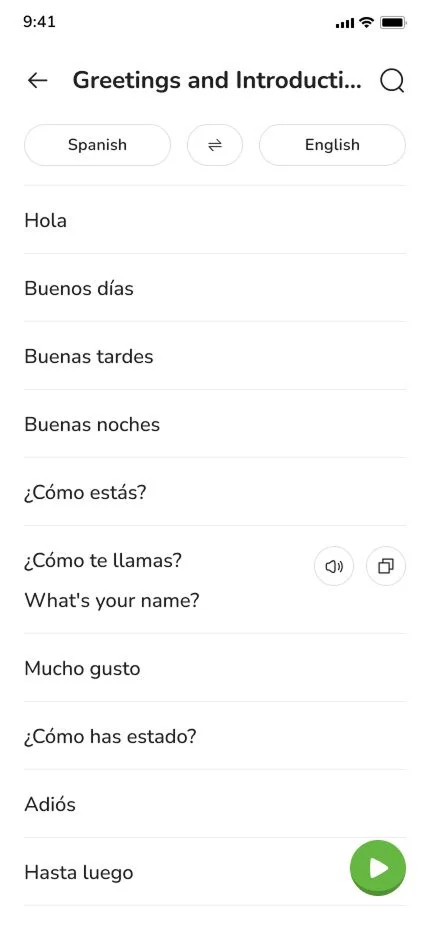 9:41
Greetings and Introducti...
Spanish
English
Hola
Buenos días
Buenas tardes
Buenas noches
¿Cómo estás?
¿Cómo te llamas?
What's your name?
Mucho gusto
¿Cómo has estado?
Adiós
Hasta luego